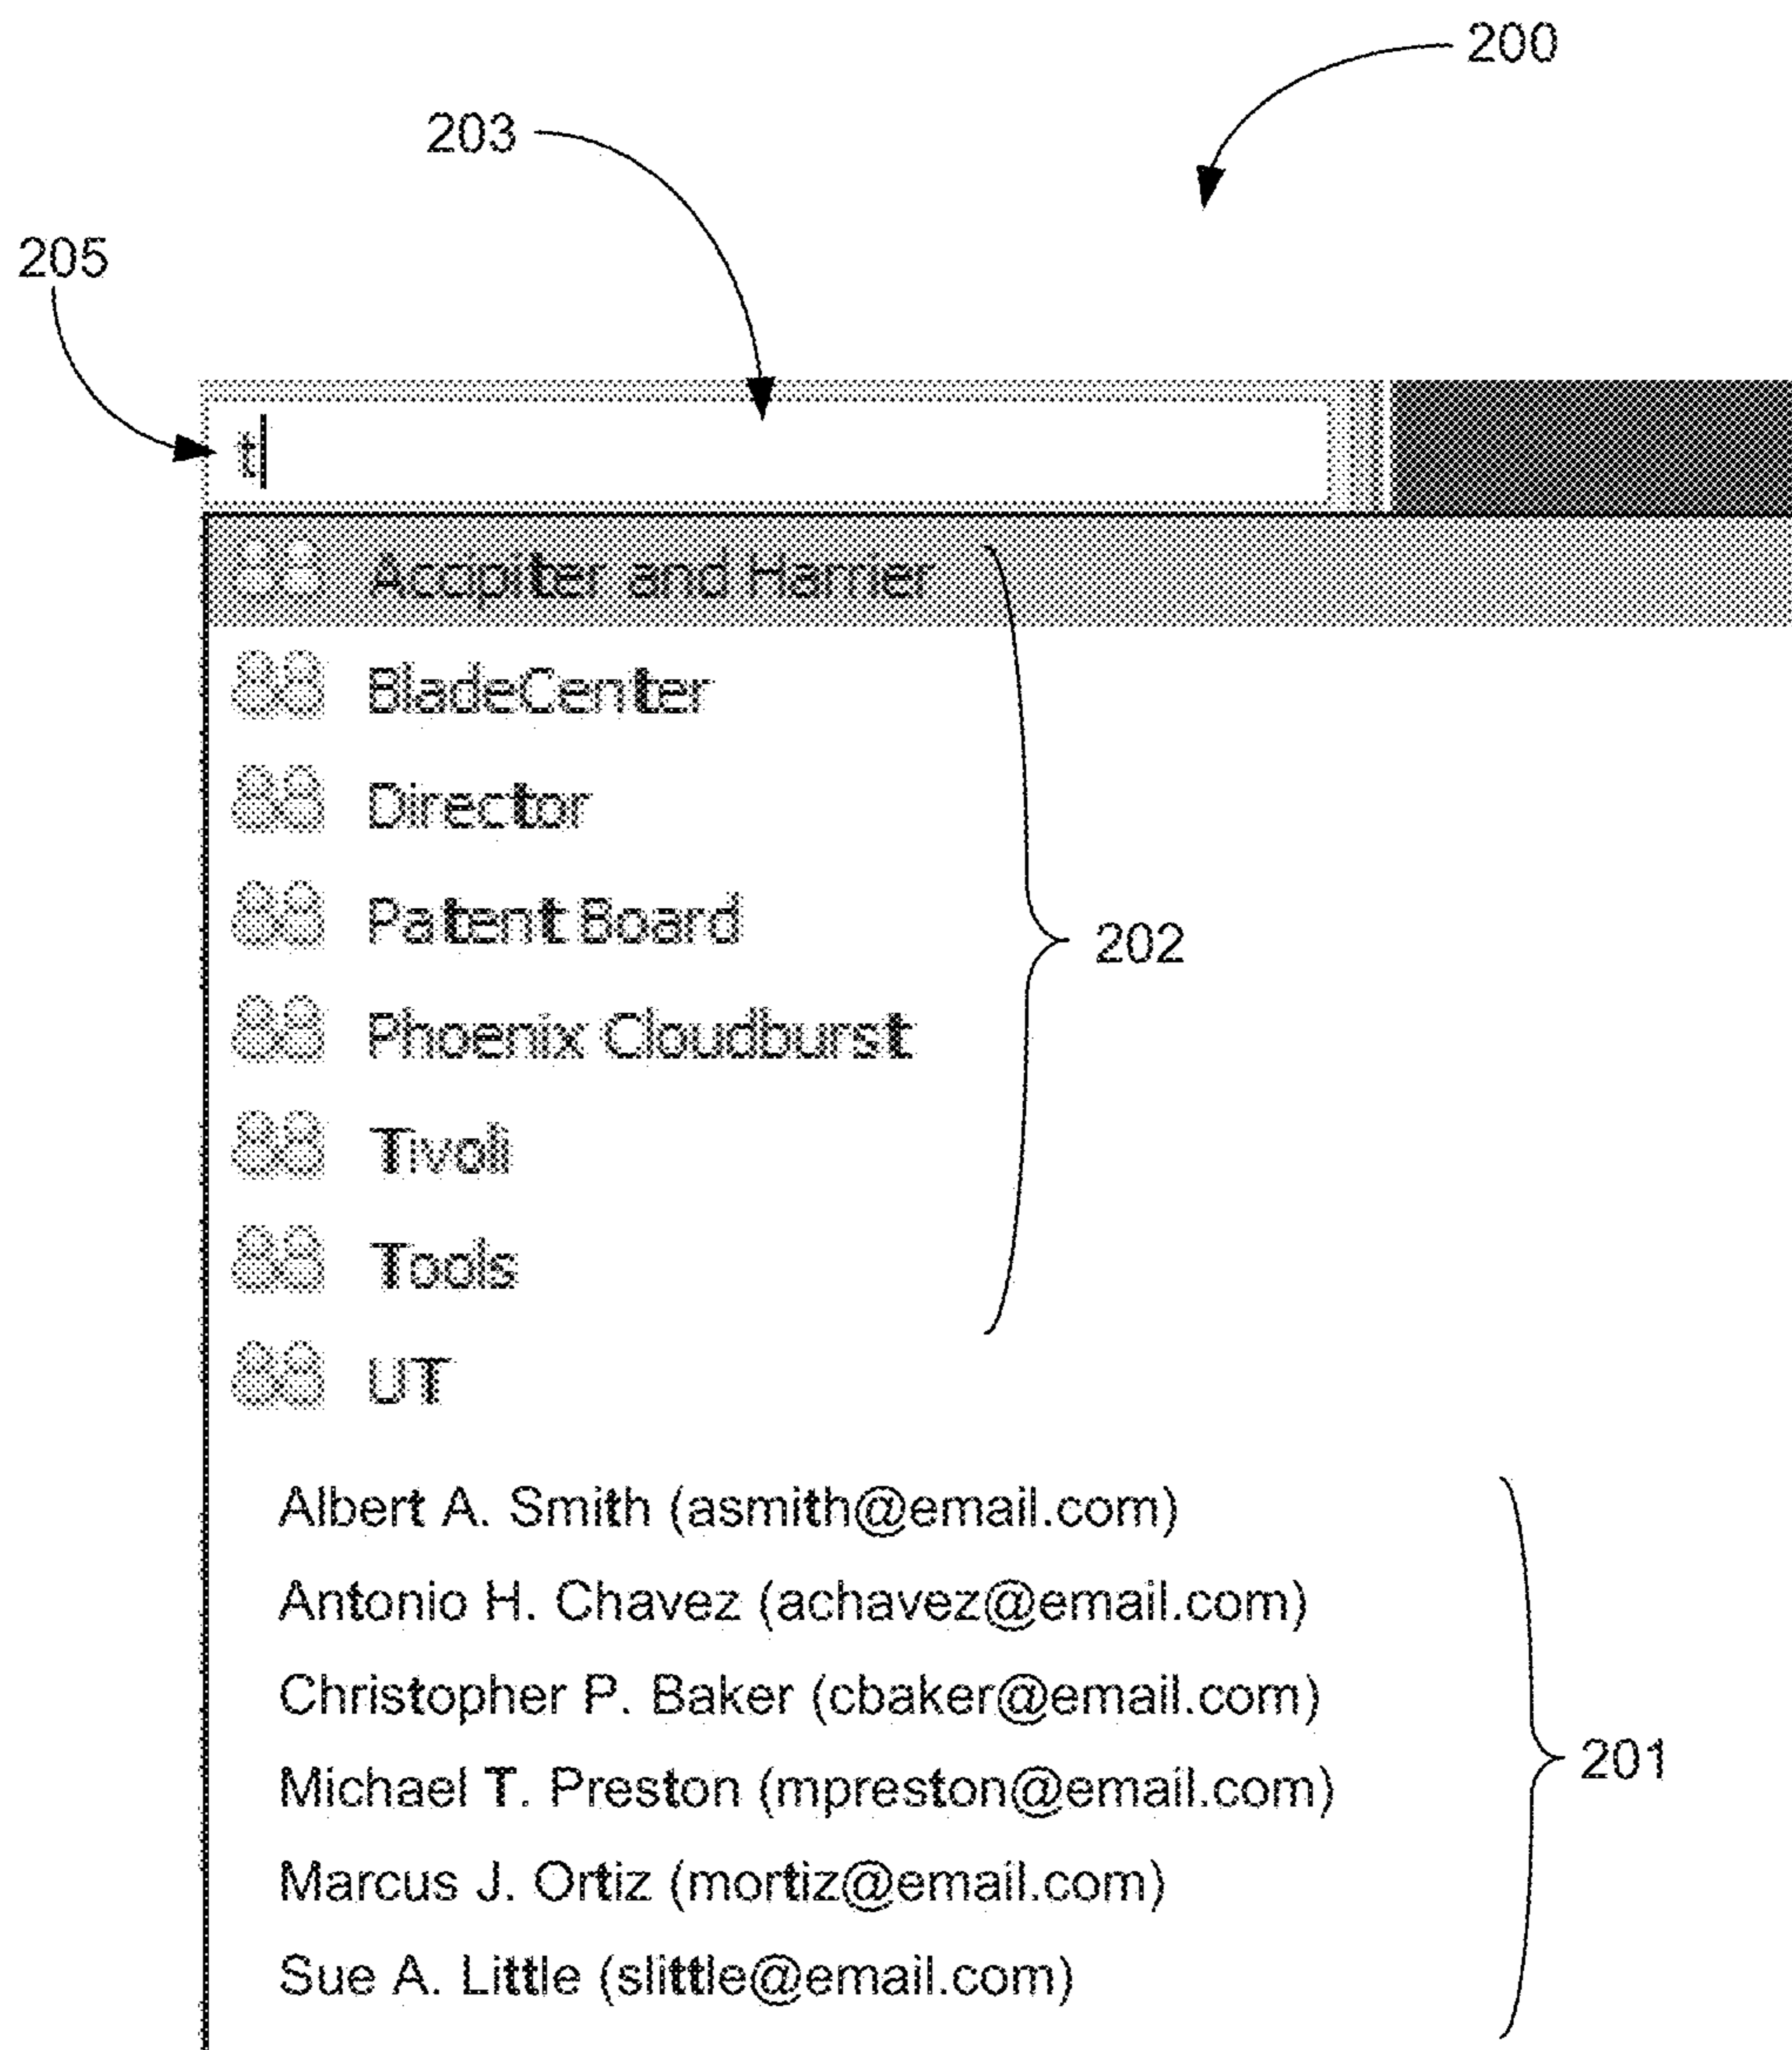 200
203
205
t
Accipiter and Harrier
BladeCenter
Director
Patent Board
202
Phoenix Cloudburst
Tivoli
Tools
UT
Albert A. Smith (asmith@email.com)
Antonio H. Chavez (achavez@email.com)
Christopher P. Baker (cbaker@email.com)
Michael T. Preston (mpreston@email.com)
201
Marcus J. Ortiz (mortiz@email.com)
Sue A. Little (slittle@email.com)